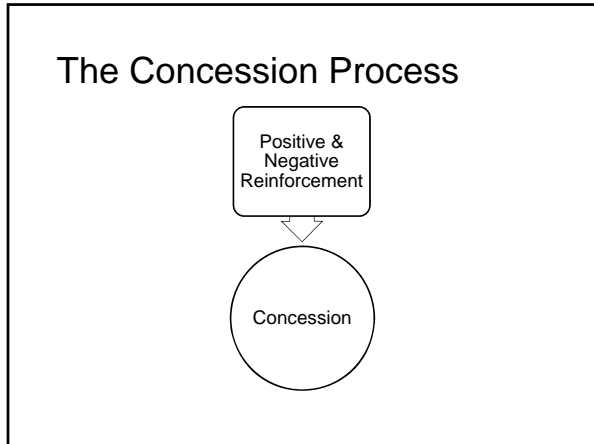 The Concession Process
Positive &
Negative
Reinforcement
Concession